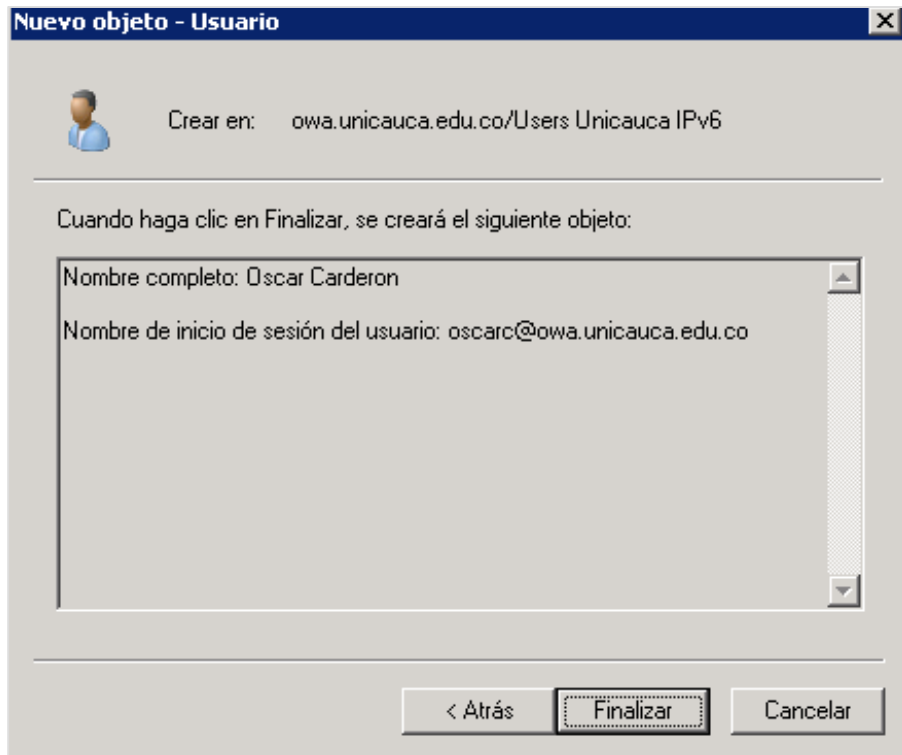 Nuevo objeto - Usuario
Crear en: owa.unicauca.edu.co/Users Unicauca IPv6
Cuando haga clic en Finalizar, se creará el siguiente objeto:
Nombre completo: Oscar Carderon
Nombre de inicio de sesión del usuario: oscarc@owa.unicauca.edu.co
< Atrás Finalizar Cancelar